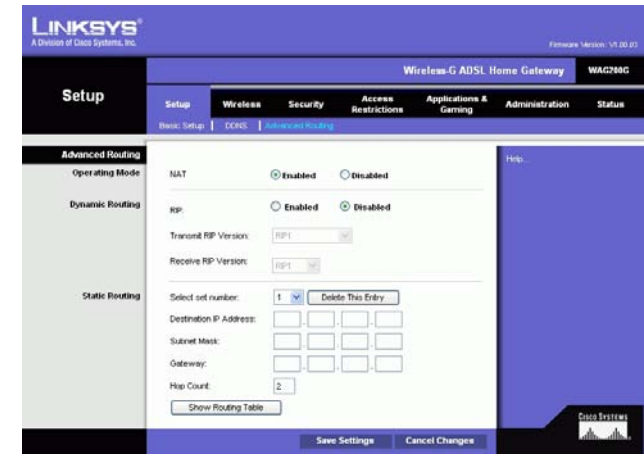 LINKSYS®
A Division of Cisco Systems, Inc.
Firmware Version: V1.00.03
Wireless-G ADSL Home Gateway WAG200G
Setup
Setup Wireless Security Access Restrictions Applications & Gaming Administration Status
Basic Setup | DDNS | Advanced Routing
Advanced Routing
Help...
Operating Mode NAT Enabled Disabled
Dynamic Routing RIP: Enabled Disabled
Transmit RIP Version: RIP1
Receive RIP Version: RIP1
Static Routing Select set number: 1 Delete This Entry
Destination IP Address: . . .
Subnet Mask: . . .
Gateway: . . .
Hop Count: 2
Show Routing Table
CISCO SYSTEMS
Save Settings Cancel Changes